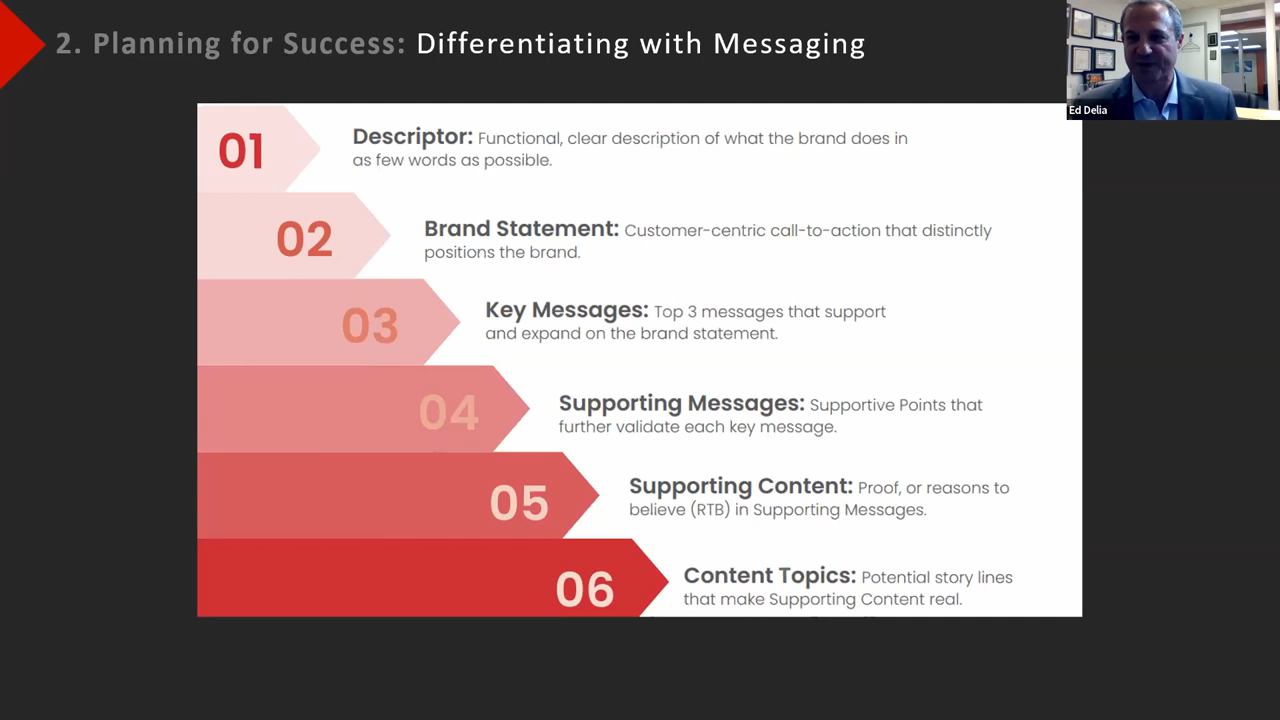 2. Planning for Success: Differentiating with Messaging
Ed Delia
01
Descriptor: Functional, clear description of what the brand does in
as few words as possible.
02
Brand Statement: Customer-centric call-to-action that distinctly
positions the brand.
03
Key Messages: Top 3 messages that support
and expand on the brand statement.
04
Supporting Messages: Supportive Points that
further validate each key message.
05
Supporting Content: Proof, or reasons to
believe (RTB) in Supporting Messages.
06
Content Topics: Potential story lines
that make Supporting Content real.